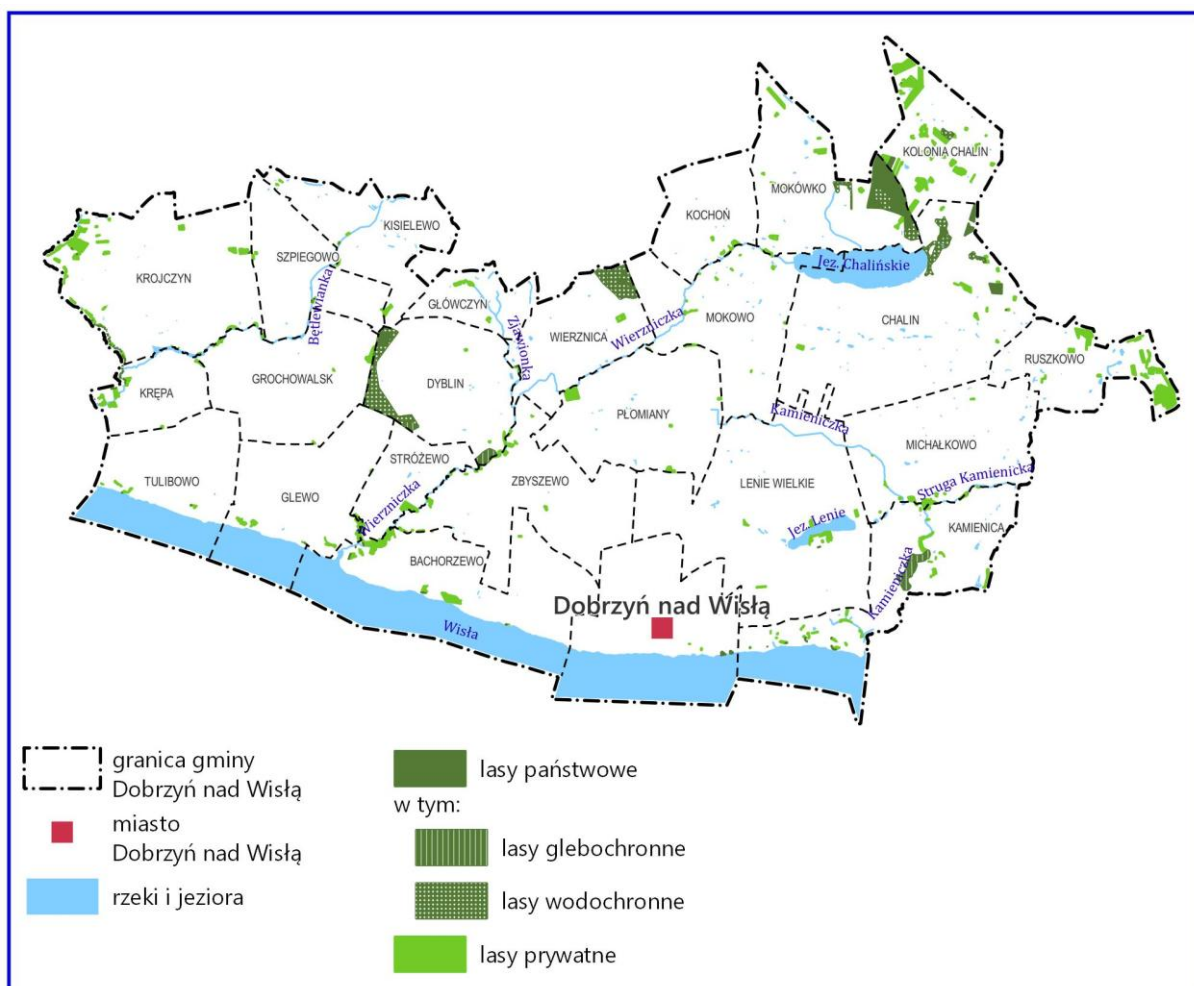 KOLONIA CHALIN
MOKÓWKO
KOCHOŃ
KISIELEWO
SZPIEGOWO
KROJCZYN
Jez. Chalińskie
Bętlewianka
GŁÓWCZYN
Zjawionka
WIERZNICA
Wierzniczka
MOKOWO
CHALIN
RUSZKOWO
KRĘPA
GROCHOWALSK
DYBLIN
PŁOMIANY
Kamieniczka
MICHAŁKOWO
STRÓŻEWO
TULIBOWO
GLEWO
Wierzniczka
ZBYSZEWO
LENIE WIELKIE
Struga Kamienicka
Jez. Lenie
KAMIENICA
BACHORZEWO
Kamieniczka
Dobrzyń nad Wisłą
Wisła
granica gminy
Dobrzyń nad Wisłą
miasto
Dobrzyń nad Wisłą
rzeki i jeziora
lasy państwowe
w tym:
lasy glebochronne
lasy wodochronne
lasy prywatne